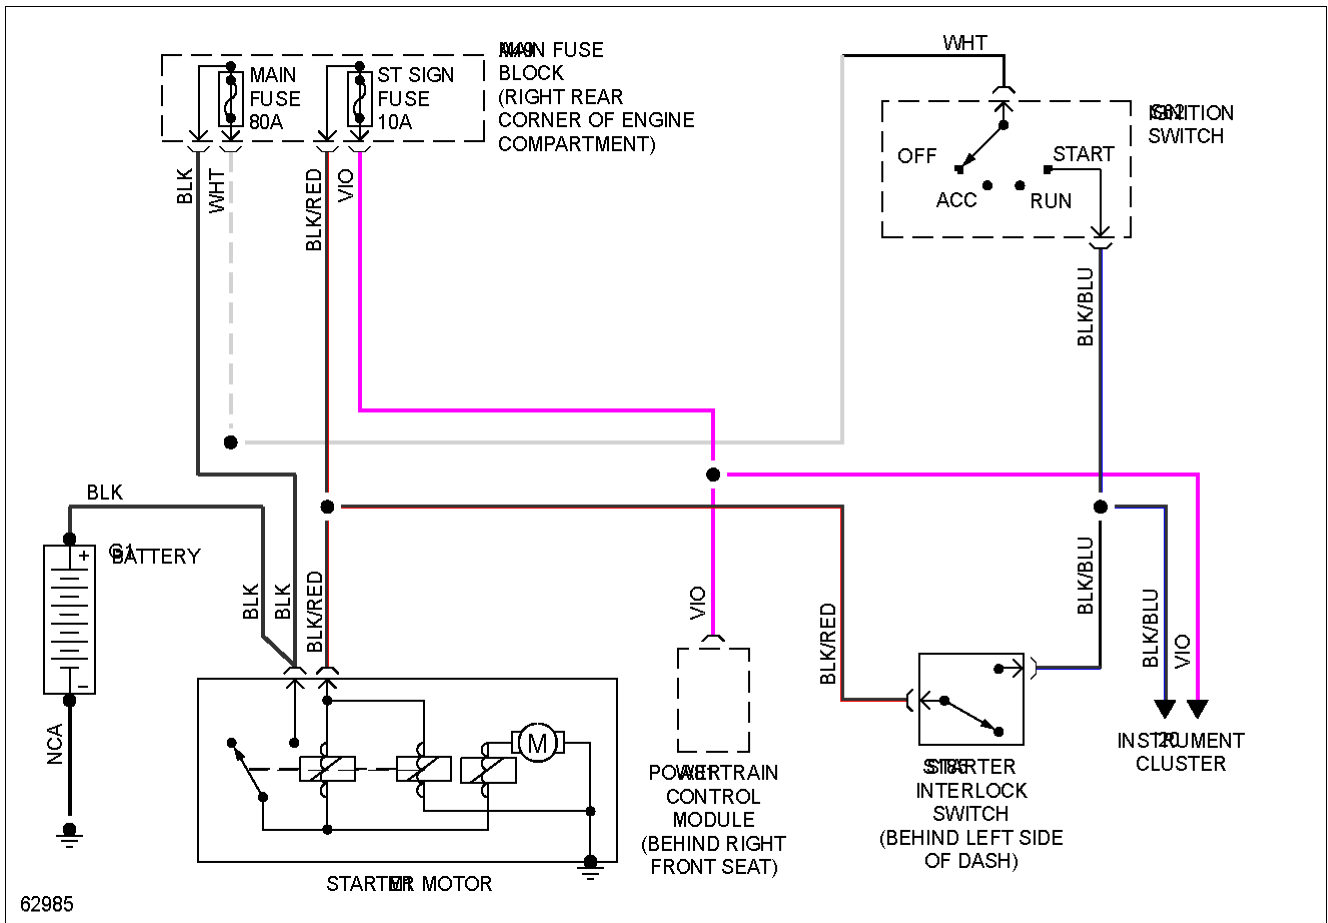 MAIN
FUSE
80A
ST SIGN
FUSE
10A
MAIN FUSE
BLOCK
(RIGHT REAR
CORNER OF ENGINE
COMPARTMENT)
WHT
IGNITION
SWITCH
OFF
START
ACC
RUN
BLK
WHT
BLK/RED
VIO
BLK/BLU
BLK
BATTERY
G1
+
-
NCA
BLK
BLK
BLK/RED
VIO
BLK/RED
BLK/BLU
BLK/BLU
VIO
M
STARTER MOTOR
POWERTRAIN
CONTROL
MODULE
(BEHIND RIGHT
FRONT SEAT)
STARTER
INTERLOCK
SWITCH
(BEHIND LEFT SIDE
OF DASH)
INSTRUMENT
CLUSTER
62985